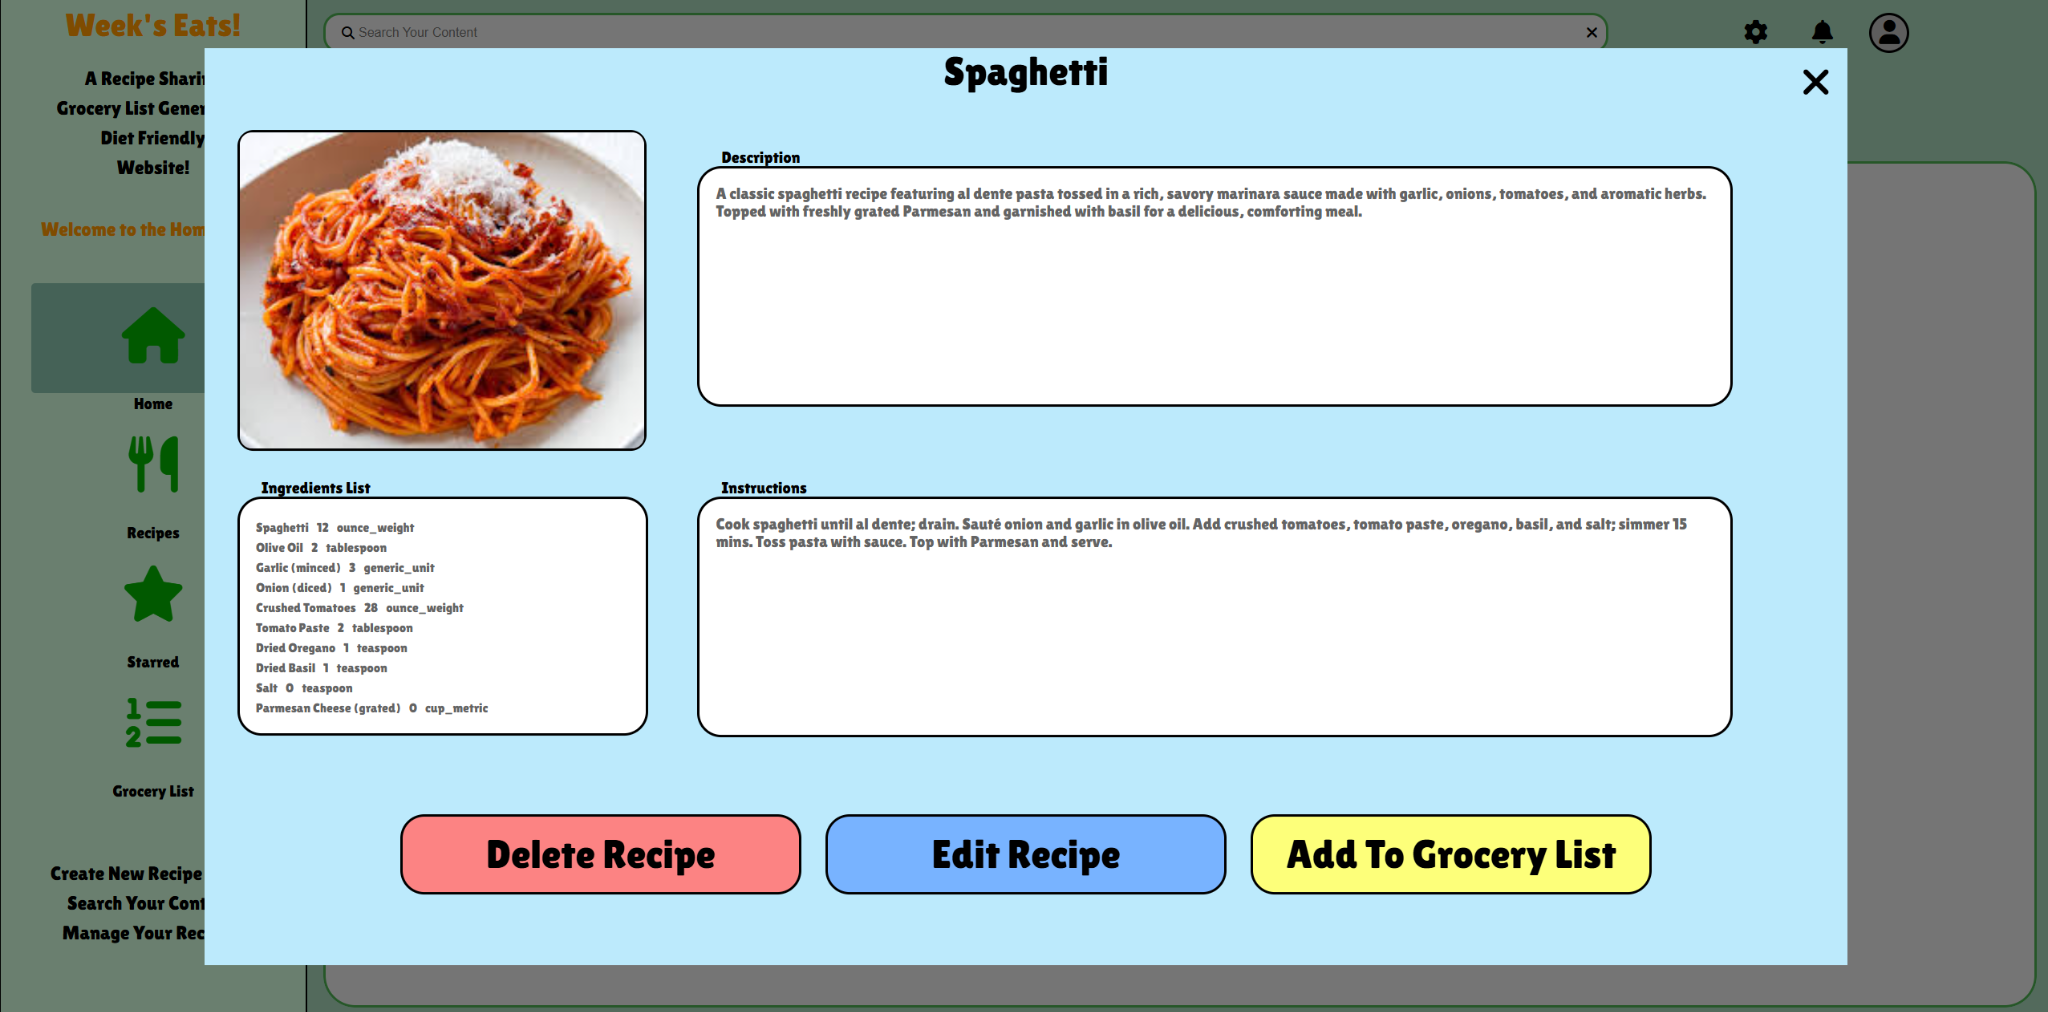 Week's Eats!
Search Your Content
A Recipe Sharin
Grocery List Gener
Diet Friendly
Website!
Welcome to the Hom
Home
Recipes
Starred
1
2
Grocery List
Create New Recipe
Search Your Cont
Manage Your Rec
Spaghetti
Description
A classic spaghetti recipe featuring al dente pasta tossed in a rich, savory marinara sauce made with garlic, onions, tomatoes, and aromatic herbs.
Topped with freshly grated Parmesan and garnished with basil for a delicious, comforting meal.
Ingredients List
Spaghetti 12 ounce_weight
Olive Oil 2 tablespoon
Garlic (minced) 3 generic_unit
Onion (diced) 1 generic_unit
Crushed Tomatoes 28 ounce_weight
Tomato Paste 2 tablespoon
Dried Oregano 1 teaspoon
Dried Basil 1 teaspoon
Salt 0 teaspoon
Parmesan Cheese (grated) 0 cup_metric
Instructions
Cook spaghetti until al dente; drain. Sauté onion and garlic in olive oil. Add crushed tomatoes, tomato paste, oregano, basil, and salt; simmer 15
mins. Toss pasta with sauce. Top with Parmesan and serve.
Delete Recipe
Edit Recipe
Add To Grocery List